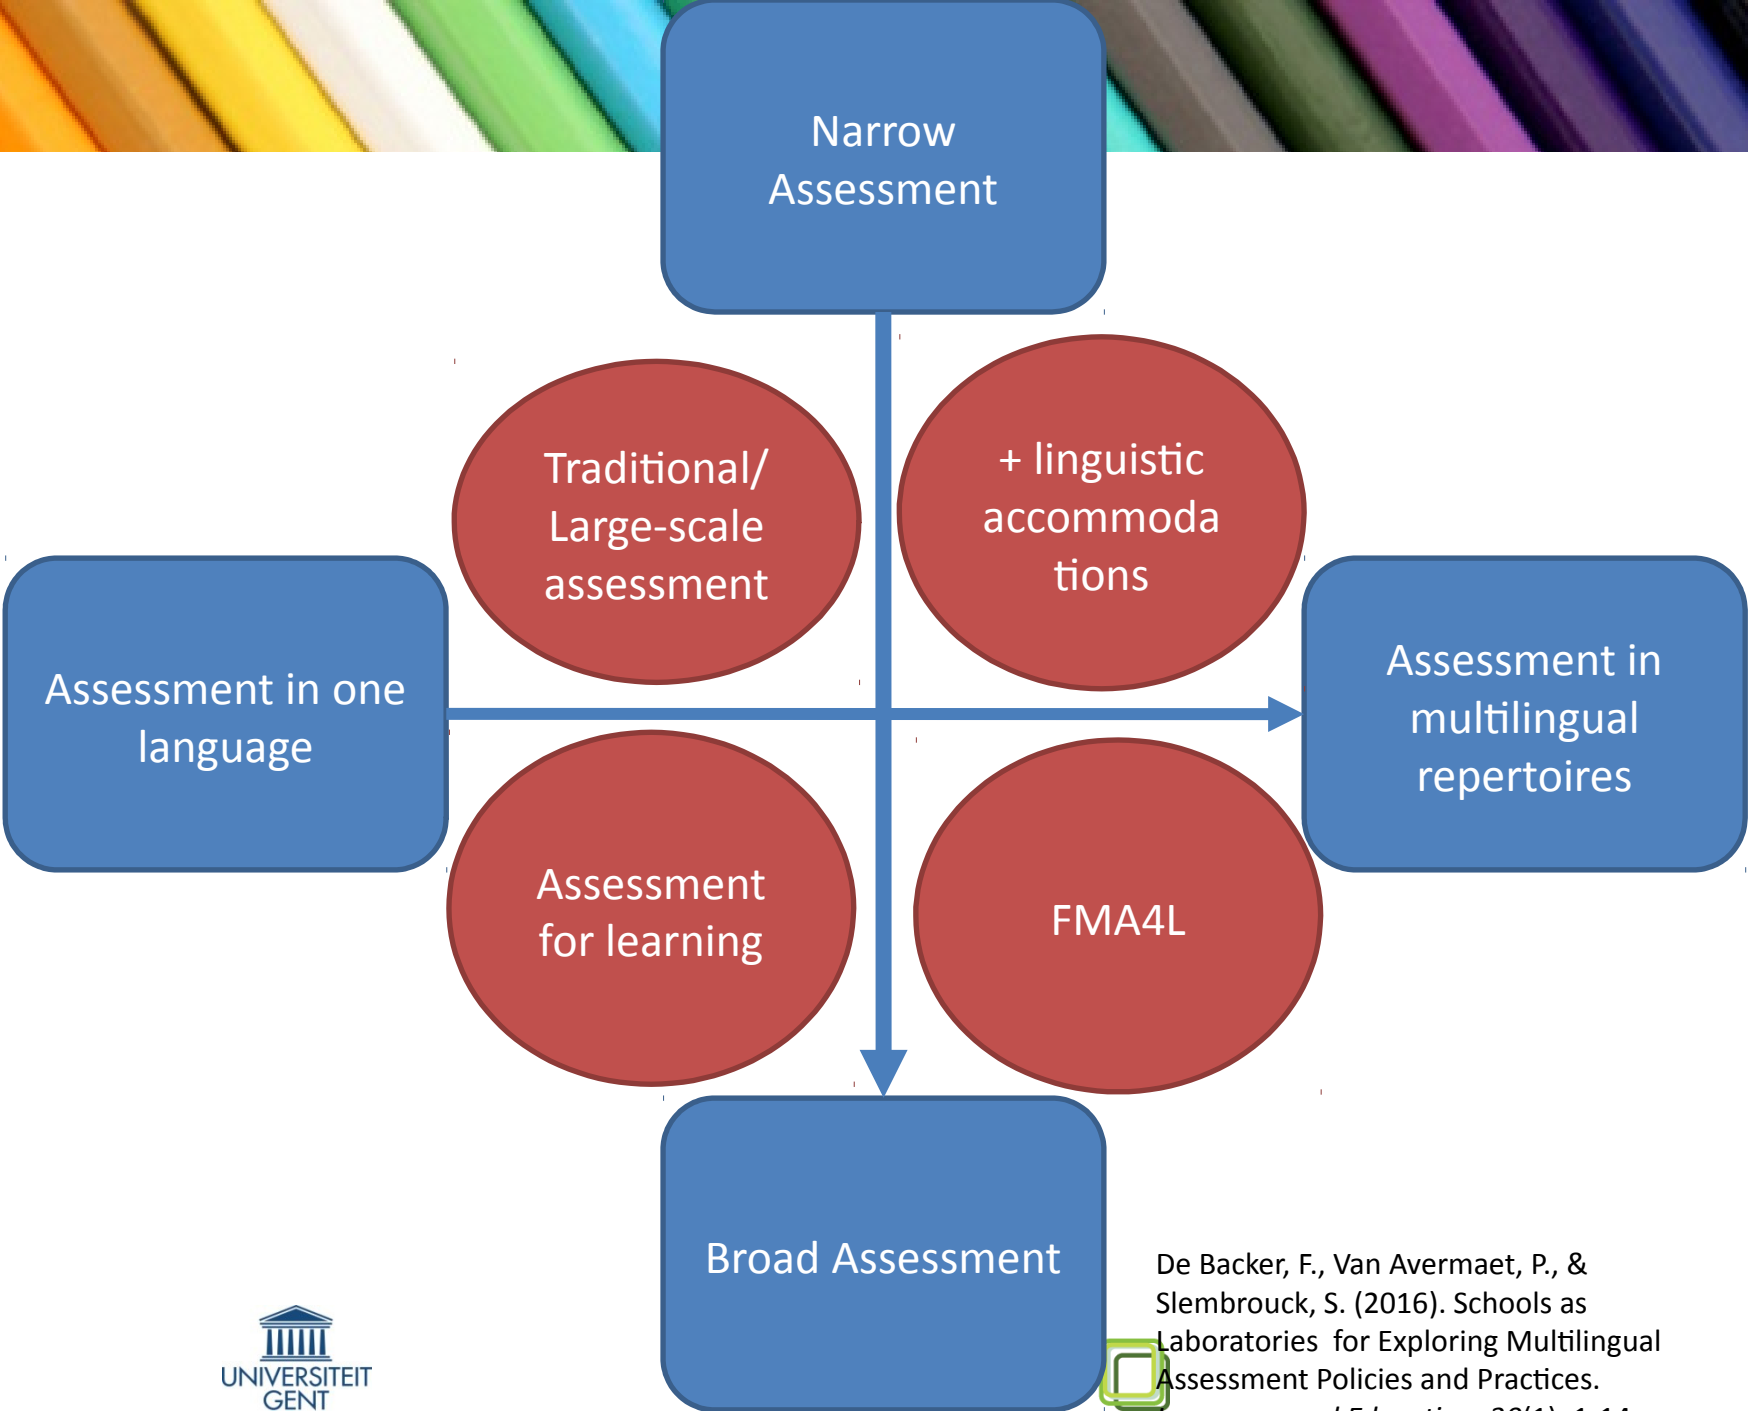 Narrow
Assessment
Traditional/
Large-scale
assessment
+ linguistic
accommoda
tions
Assessment in one
language
Assessment in
multilingual
repertoires
Assessment
for learning
FMA4L
Broad Assessment
De Backer, F., Van Avermaet, P., &
Slembrouck, S. (2016). Schools as
Laboratories for Exploring Multilingual
Assessment Policies and Practices.
UNIVERSITEIT
GENT